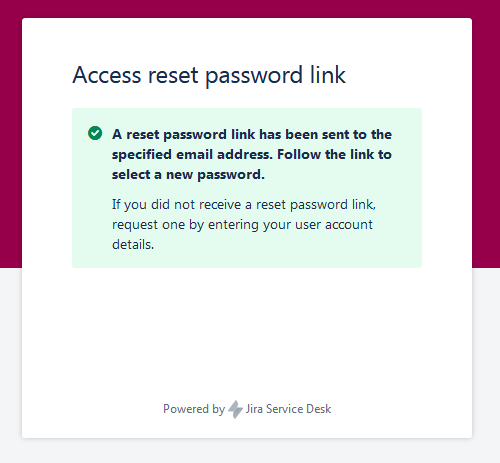 Access reset password link
A reset password link has been sent to the
specified email address. Follow the link to
select a new password.
If you did not receive a reset password link,
request one by entering your user account
details.
Powered by Jira Service Desk